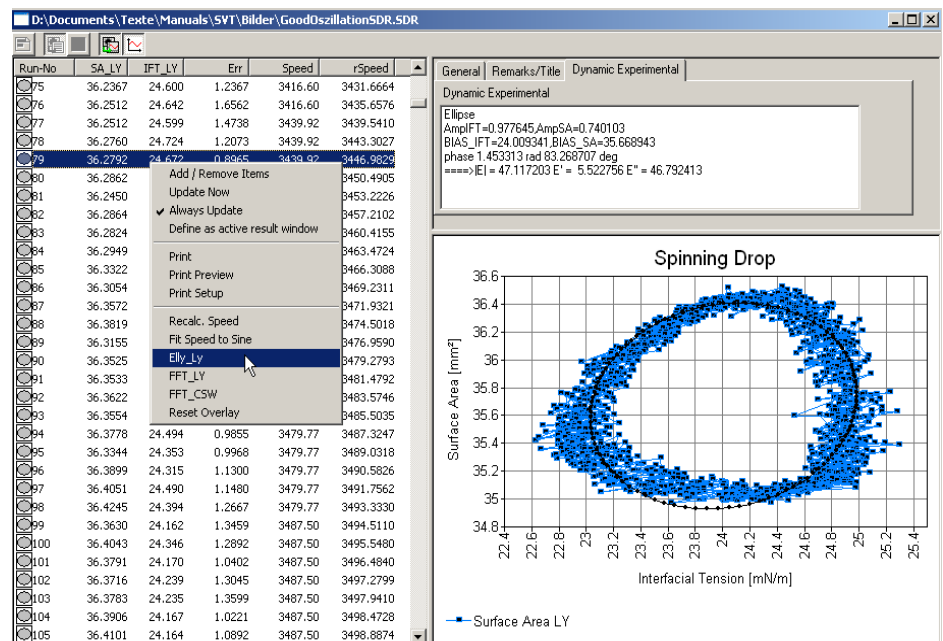 D:\Documents\Texte\Manuals\SVT\Bilder\GoodOszillationSDR.SDR
Run-No SA_LY IFT_LY Err Speed rSpeed
75 36.2367 24.600 1.2367 3416.60 3431.6664
76 36.2512 24.642 1.6562 3416.60 3435.6576
77 36.2512 24.599 1.4738 3439.92 3439.5410
78 36.2760 24.724 1.2073 3439.92 3443.3027
79 36.2792 24.672 0.8965 3439.92 3446.9829
80 36.2862 3450.4905
81 36.2450 3453.2226
82 36.2864 3457.2102
83 36.2824 3460.4155
84 36.2949 3463.4724
85 36.3322 3466.3088
86 36.3054 3469.2311
87 36.3572 3471.9321
88 36.3819 3474.5018
89 36.3155 3476.9590
90 36.3525 3479.2793
91 36.3533 3481.4792
92 36.3622 3483.5746
93 36.3554 3485.5035
94 36.3778 24.494 0.9855 3479.77 3487.3247
95 36.3344 24.353 0.9968 3479.77 3489.0318
96 36.3899 24.315 1.1300 3479.77 3490.5826
97 36.4051 24.490 1.1480 3479.77 3491.7562
98 36.4245 24.394 1.2667 3479.77 3493.3330
99 36.3630 24.162 1.3459 3487.50 3494.5110
100 36.4043 24.346 1.2892 3487.50 3495.5480
101 36.3791 24.170 1.0402 3487.50 3496.4840
102 36.3716 24.239 1.3045 3487.50 3497.2799
103 36.3783 24.235 1.3599 3487.50 3497.9410
104 36.3906 24.167 1.0221 3487.50 3498.4728
105 36.4101 24.164 1.0892 3487.50 3498.8874
Add / Remove Items
Update Now
Always Update
Define as active result window
Print
Print Preview
Print Setup
Recalc. Speed
Fit Speed to Sine
Elly_Ly
FFT_LY
FFT_CSW
Reset Overlay
General Remarks/Title Dynamic Experimental
Dynamic Experimental
Ellipse
AmpIFT=0.977645,AmpSA=0.740103
BIAS_IFT=24.009341,BIAS_SA=35.668943
phase 1.453313 rad 83.268707 deg
====>|E| = 47.117203 E' = 5.522756 E" = 46.792413
Spinning Drop
Surface Area [mm²]
36.6
36.4
36.2
36
35.8
35.6
35.4
35.2
35
34.8
22.4 22.6 22.8 23 23.2 23.4 23.6 23.8 24 24.2 24.4 24.6 24.8 25 25.2 25.4
Interfacial Tension [mN/m]
Surface Area LY